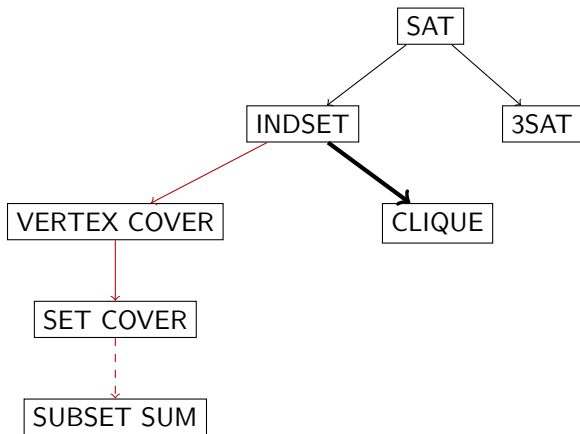 SAT
INDSET
3SAT
VERTEX COVER
CLIQUE
SET COVER
SUBSET SUM